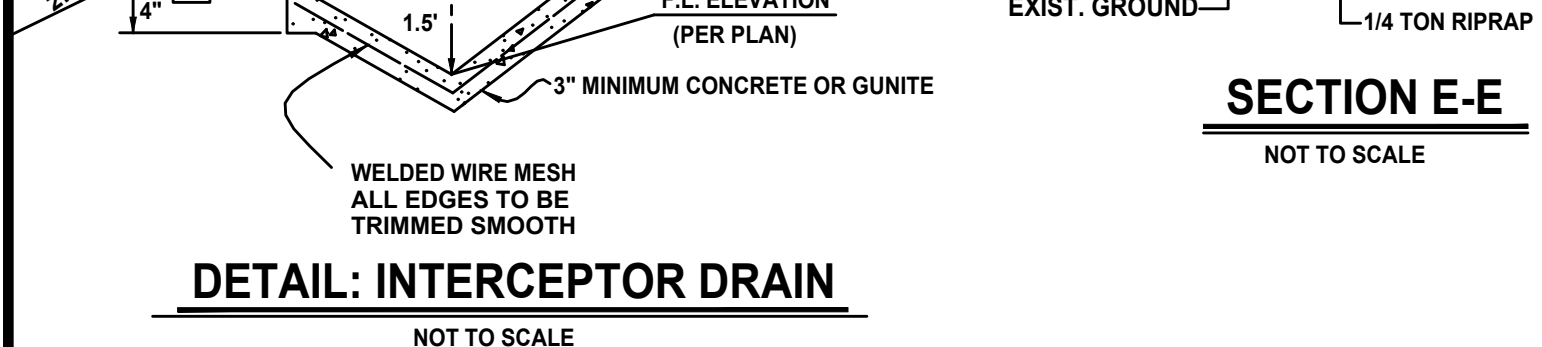 4"
1.5'
F.L. ELEVATION
(PER PLAN)
3" MINIMUM CONCRETE OR GUNITE
WELDED WIRE MESH
ALL EDGES TO BE
TRIMMED SMOOTH
DETAIL: INTERCEPTOR DRAIN
NOT TO SCALE
EXIST. GROUND
1/4 TON RIPRAP
SECTION E-E
NOT TO SCALE